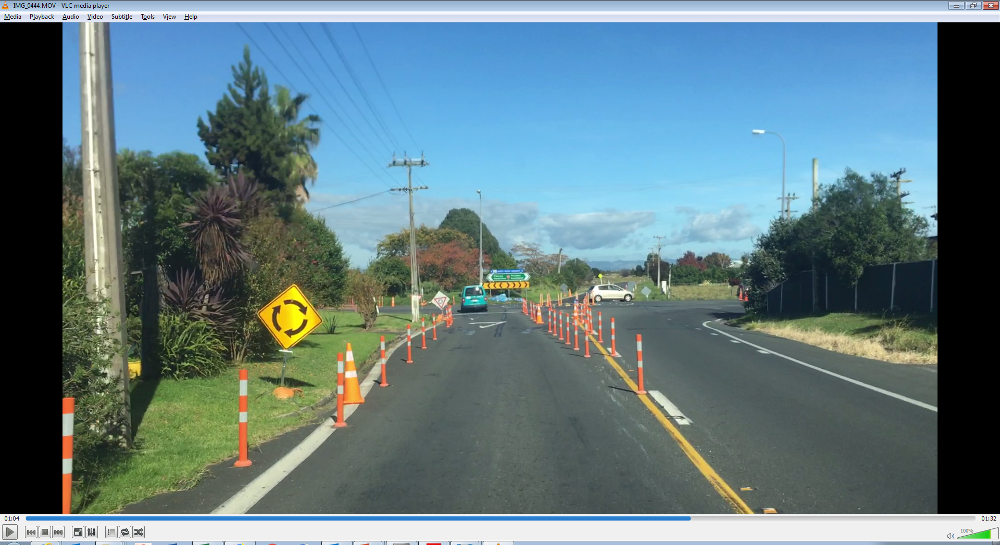 IMG_0444.MOV - VLC media player
Media Playback Audio Video Subtitle Tools View Help
01:04
01:32
100%